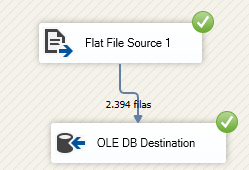 Flat File Source 1
2.394 filas
OLE DB Destination